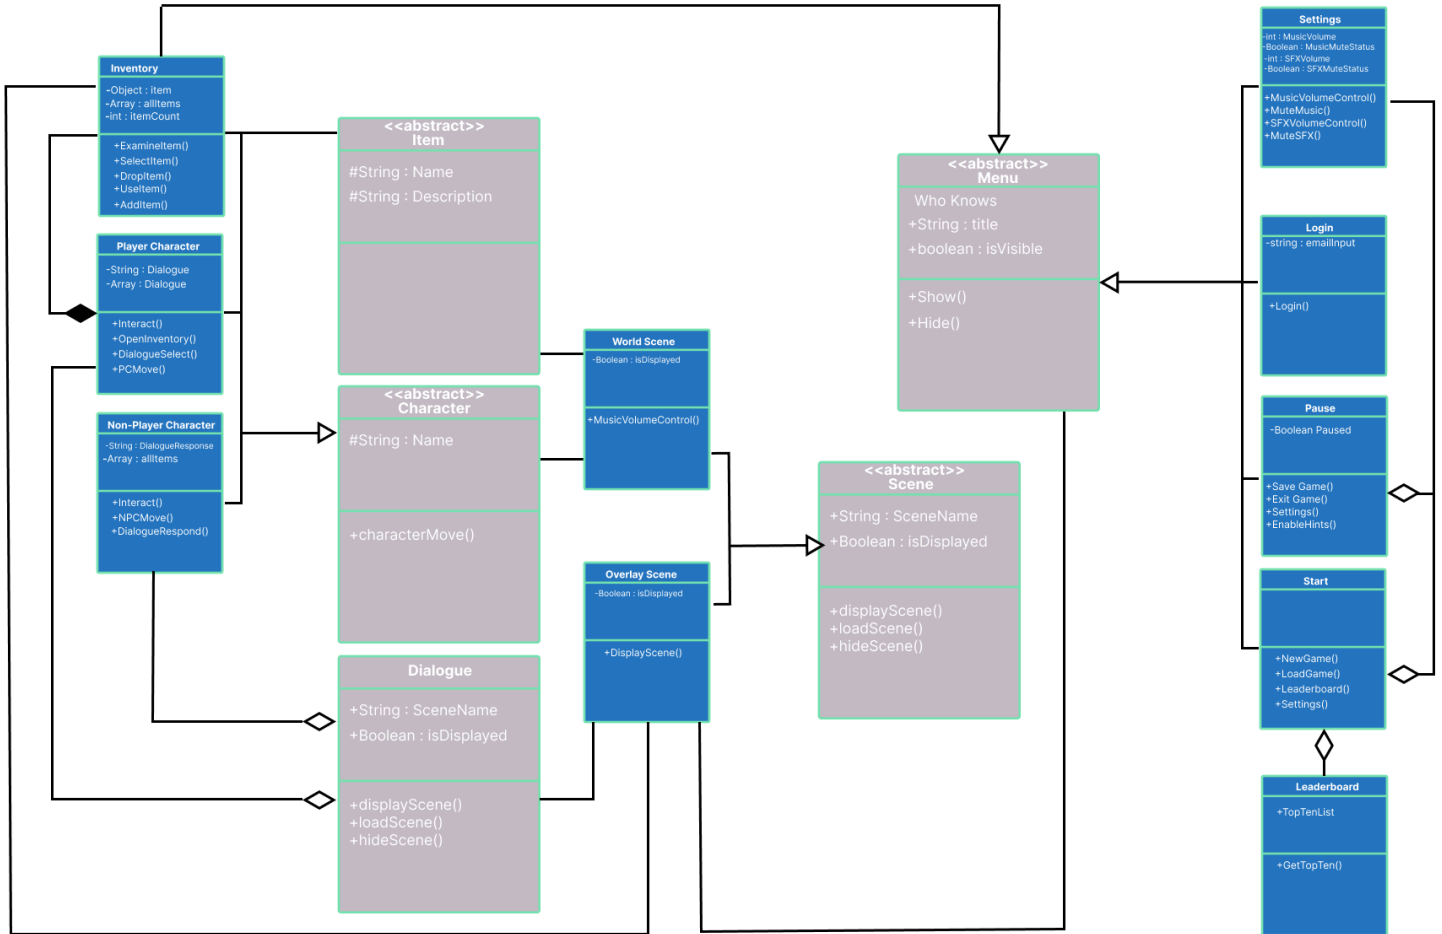 Inventory
-Object : item
-Array : allItems
-int : itemCount
+ExamineItem()
+SelectItem()
+DropItem()
+UseItem()
+AddItem()
Player Character
-String : Dialogue
-Array : Dialogue
+Interact()
+OpenInventory()
+DialogueSelect()
+PCMove()
Non-Player Character
-String : DialogueResponse
-Array : allItems
+Interact()
+NPCMove()
+DialogueRespond()
<<abstract>>
Item
#String : Name
#String : Description
<<abstract>>
Character
#String : Name
+characterMove()
Dialogue
+String : SceneName
+Boolean : isDisplayed
+displayScene()
+loadScene()
+hideScene()
World Scene
-Boolean : isDisplayed
+MusicVolumeControl()
Overlay Scene
-Boolean : isDisplayed
+DisplayScene()
<<abstract>>
Menu
Who Knows
+String : title
+boolean : isVisible
+Show()
+Hide()
<<abstract>>
Scene
+String : SceneName
+Boolean : isDisplayed
+displayScene()
+loadScene()
+hideScene()
Settings
-int : MusicVolume
-Boolean : MusicMuteStatus
-int : SFXVolume
-Boolean : SFXMuteStatus
+MusicVolumeControl()
+MuteMusic()
+SFXVolumeControl()
+MuteSFX()
Login
-string : emailInput
+Login()
Pause
-Boolean Paused
+Save Game()
+Exit Game()
+Settings()
+EnableHints()
Start
+NewGame()
+LoadGame()
+Leaderboard()
+Settings()
Leaderboard
+TopTenList
+GetTopTen()